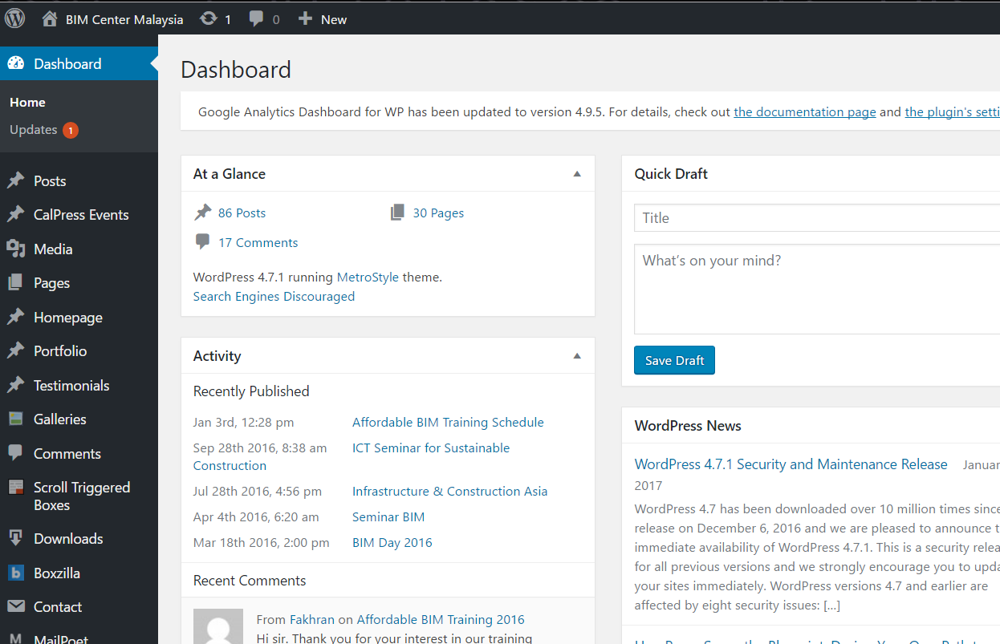 BIM Center Malaysia 1 0 New
Dashboard
Home
Updates 1
Posts
CalPress Events
Media
Pages
Homepage
Portfolio
Testimonials
Galleries
Comments
Scroll Triggered
Boxes
Downloads
Boxzilla
Contact
MailPoet
Dashboard
Google Analytics Dashboard for WP has been updated to version 4.9.5. For details, check out the documentation page and the plugin's setti
At a Glance
86 Posts 30 Pages
17 Comments
WordPress 4.7.1 running MetroStyle theme.
Search Engines Discouraged
Activity
Recently Published
Jan 3rd, 12:28 pm Affordable BIM Training Schedule
Sep 28th 2016, 8:38 am ICT Seminar for Sustainable
Construction
Jul 28th 2016, 4:56 pm Infrastructure & Construction Asia
Apr 4th 2016, 6:20 am Seminar BIM
Mar 18th 2016, 2:00 pm BIM Day 2016
Recent Comments
From Fakhran on Affordable BIM Training 2016
Hi sir. Thank you for your interest in our training
Quick Draft
Title
What's on your mind?
Save Draft
WordPress News
WordPress 4.7.1 Security and Maintenance Release Januar
2017
WordPress 4.7 has been downloaded over 10 million times since
release on December 6, 2016 and we are pleased to announce t
immediate availability of WordPress 4.7.1. This is a security relea
for all previous versions and we strongly encourage you to upda
your sites immediately. WordPress versions 4.7 and earlier are
affected by eight security issues: [...]